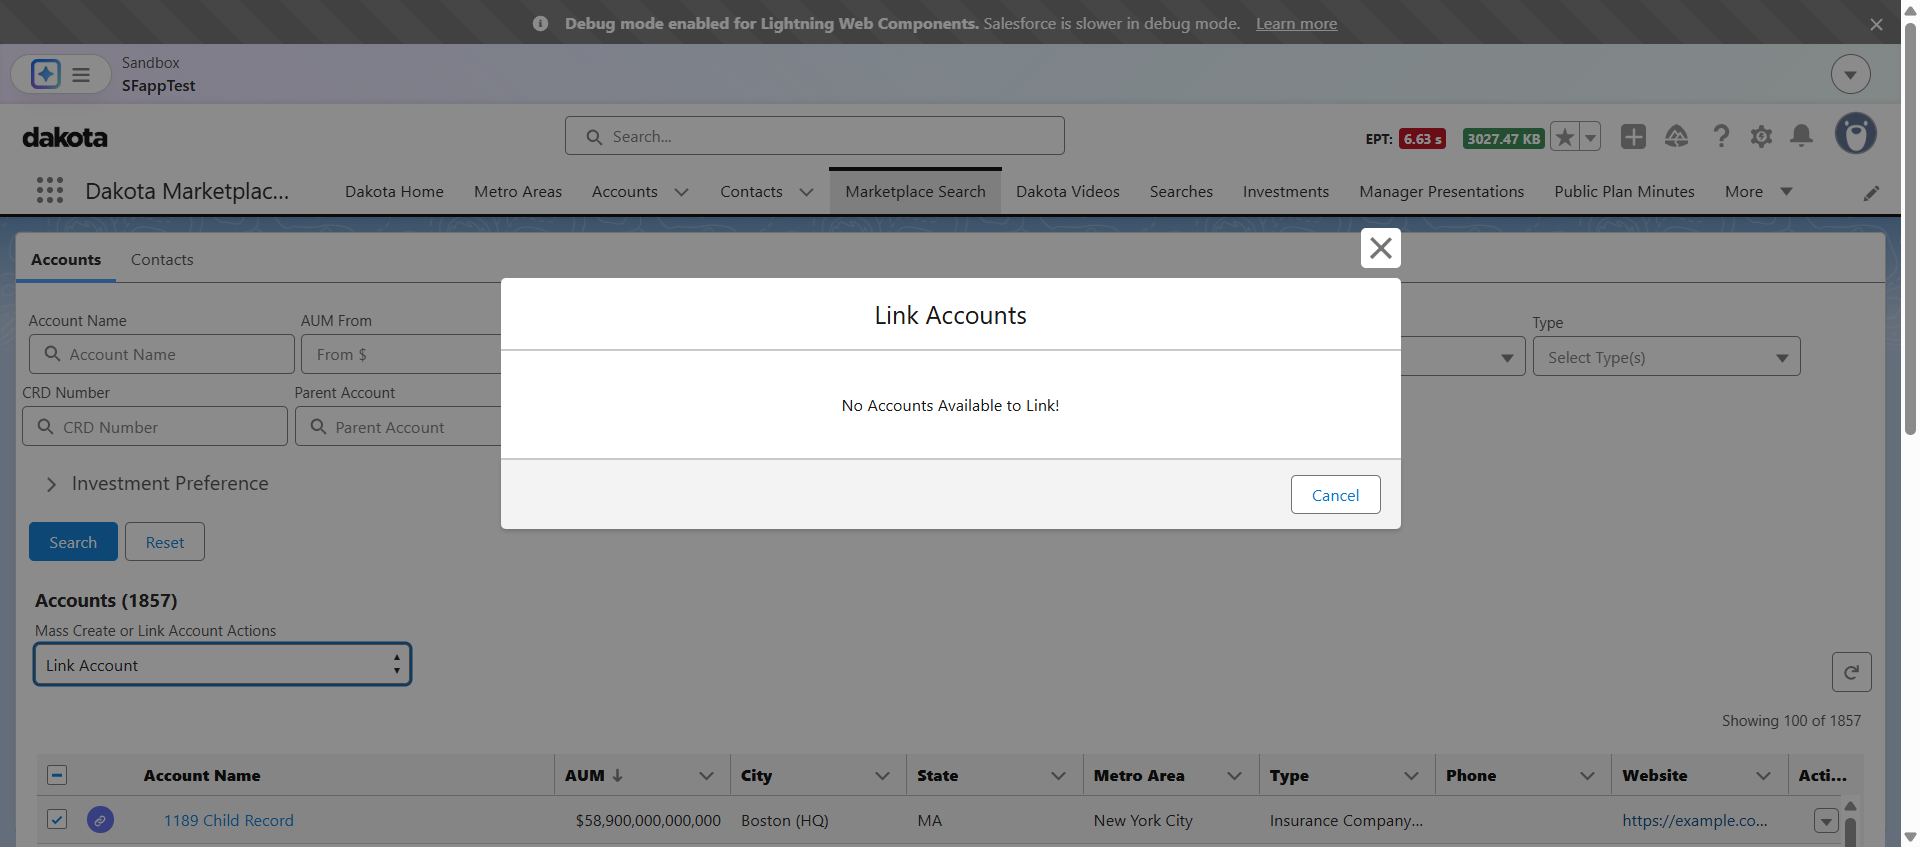 Debug mode enabled for Lightning Web Components. Salesforce is slower in debug mode. Learn more
Sandbox
SFappTest
dakota
Search...
EPT: 6.63 s 3027.47 KB
Dakota Marketplac...
Dakota Home Metro Areas Accounts Contacts Marketplace Search Dakota Videos Searches Investments Manager Presentations Public Plan Minutes More
Accounts Contacts
Link Accounts
No Accounts Available to Link!
Cancel
Account Name AUM From Type
Account Name From $ Select Type(s)
CRD Number Parent Account
CRD Number Parent Account
Investment Preference
Search Reset
Accounts (1857)
Mass Create or Link Account Actions
Link Account
Showing 100 of 1857
Account Name AUM City State Metro Area Type Phone Website Acti...
1189 Child Record $58,900,000,000,000 Boston (HQ) MA New York City Insurance Company... https://example.co...